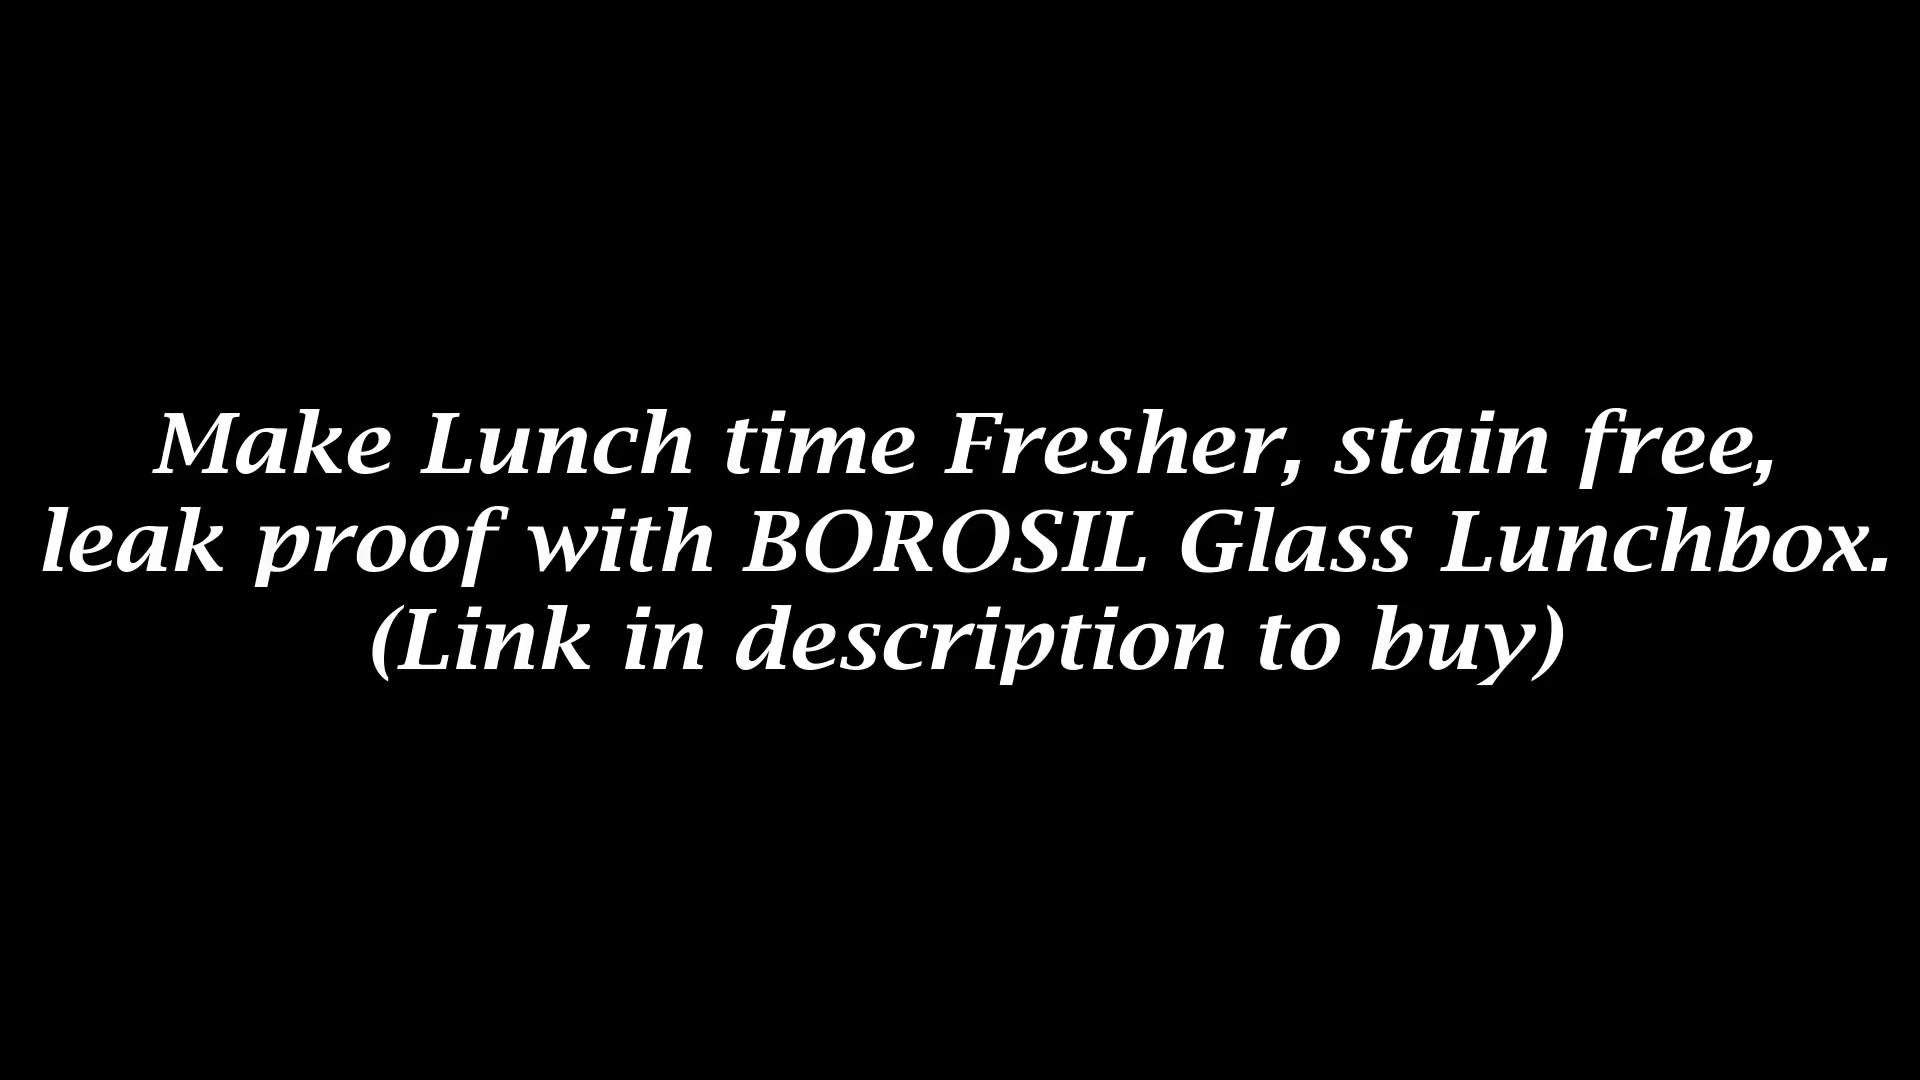 Make Lunch time Fresher, stain free,
leak proof with BOROSIL Glass Lunchbox.
(Link in description to buy)